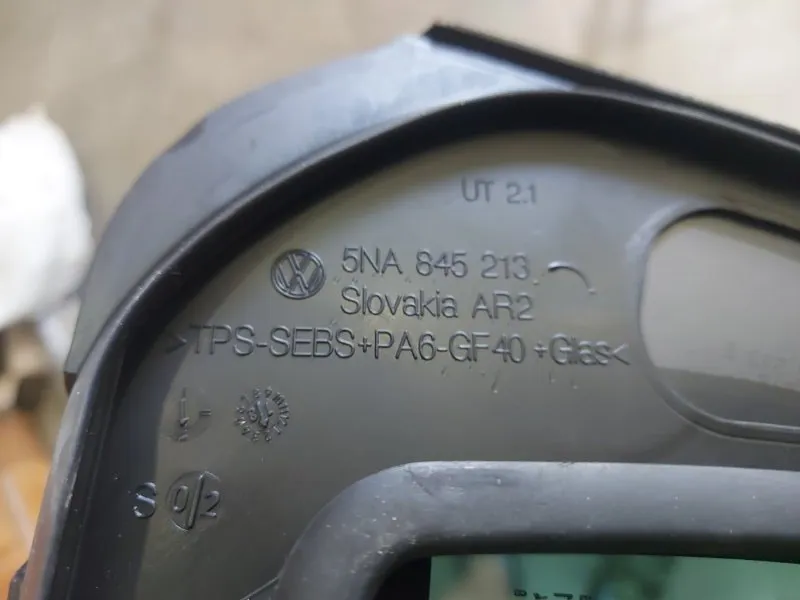 UT 2.1
5NA 845 213
Slovakia AR2
>TPS-SEBS+PA6-GF40+Glas<
S 0/2